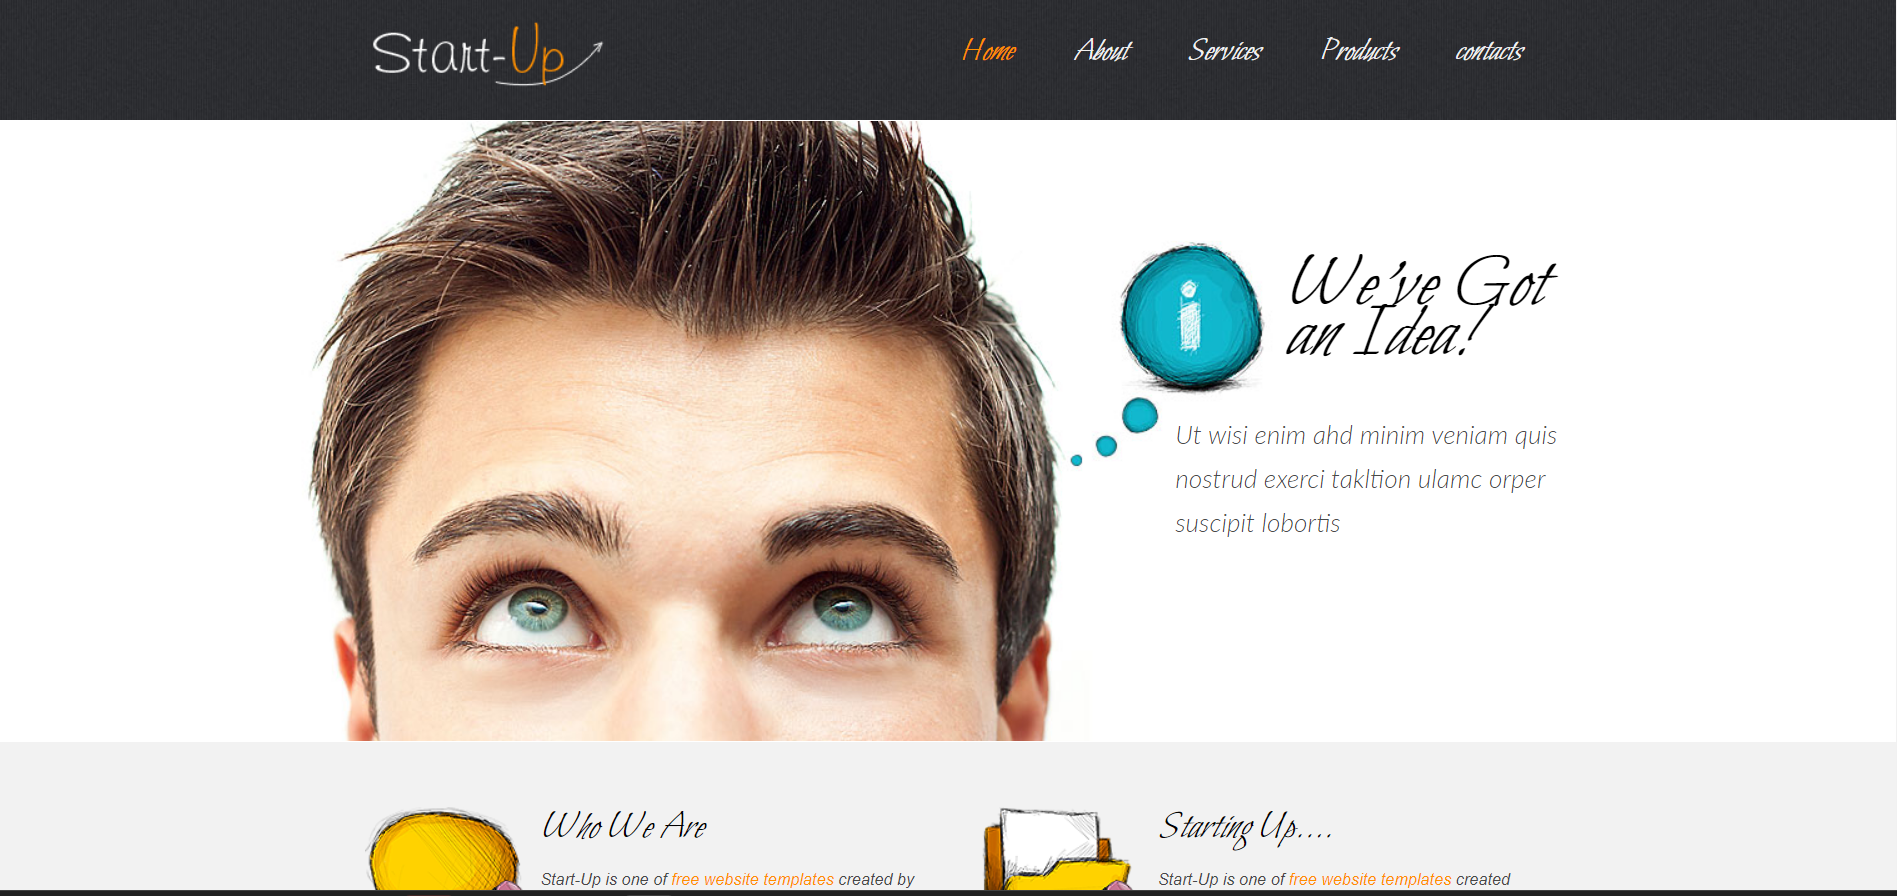 Start-Up
Home About Services Products contacts
i
We've Got
an Idea!
Ut wisi enim ahd minim veniam quis
nostrud exerci takltion ulamc orper
suscipit lobortis
Who We Are
Start-Up is one of free website templates created by
Starting Up....
Start-Up is one of free website templates created